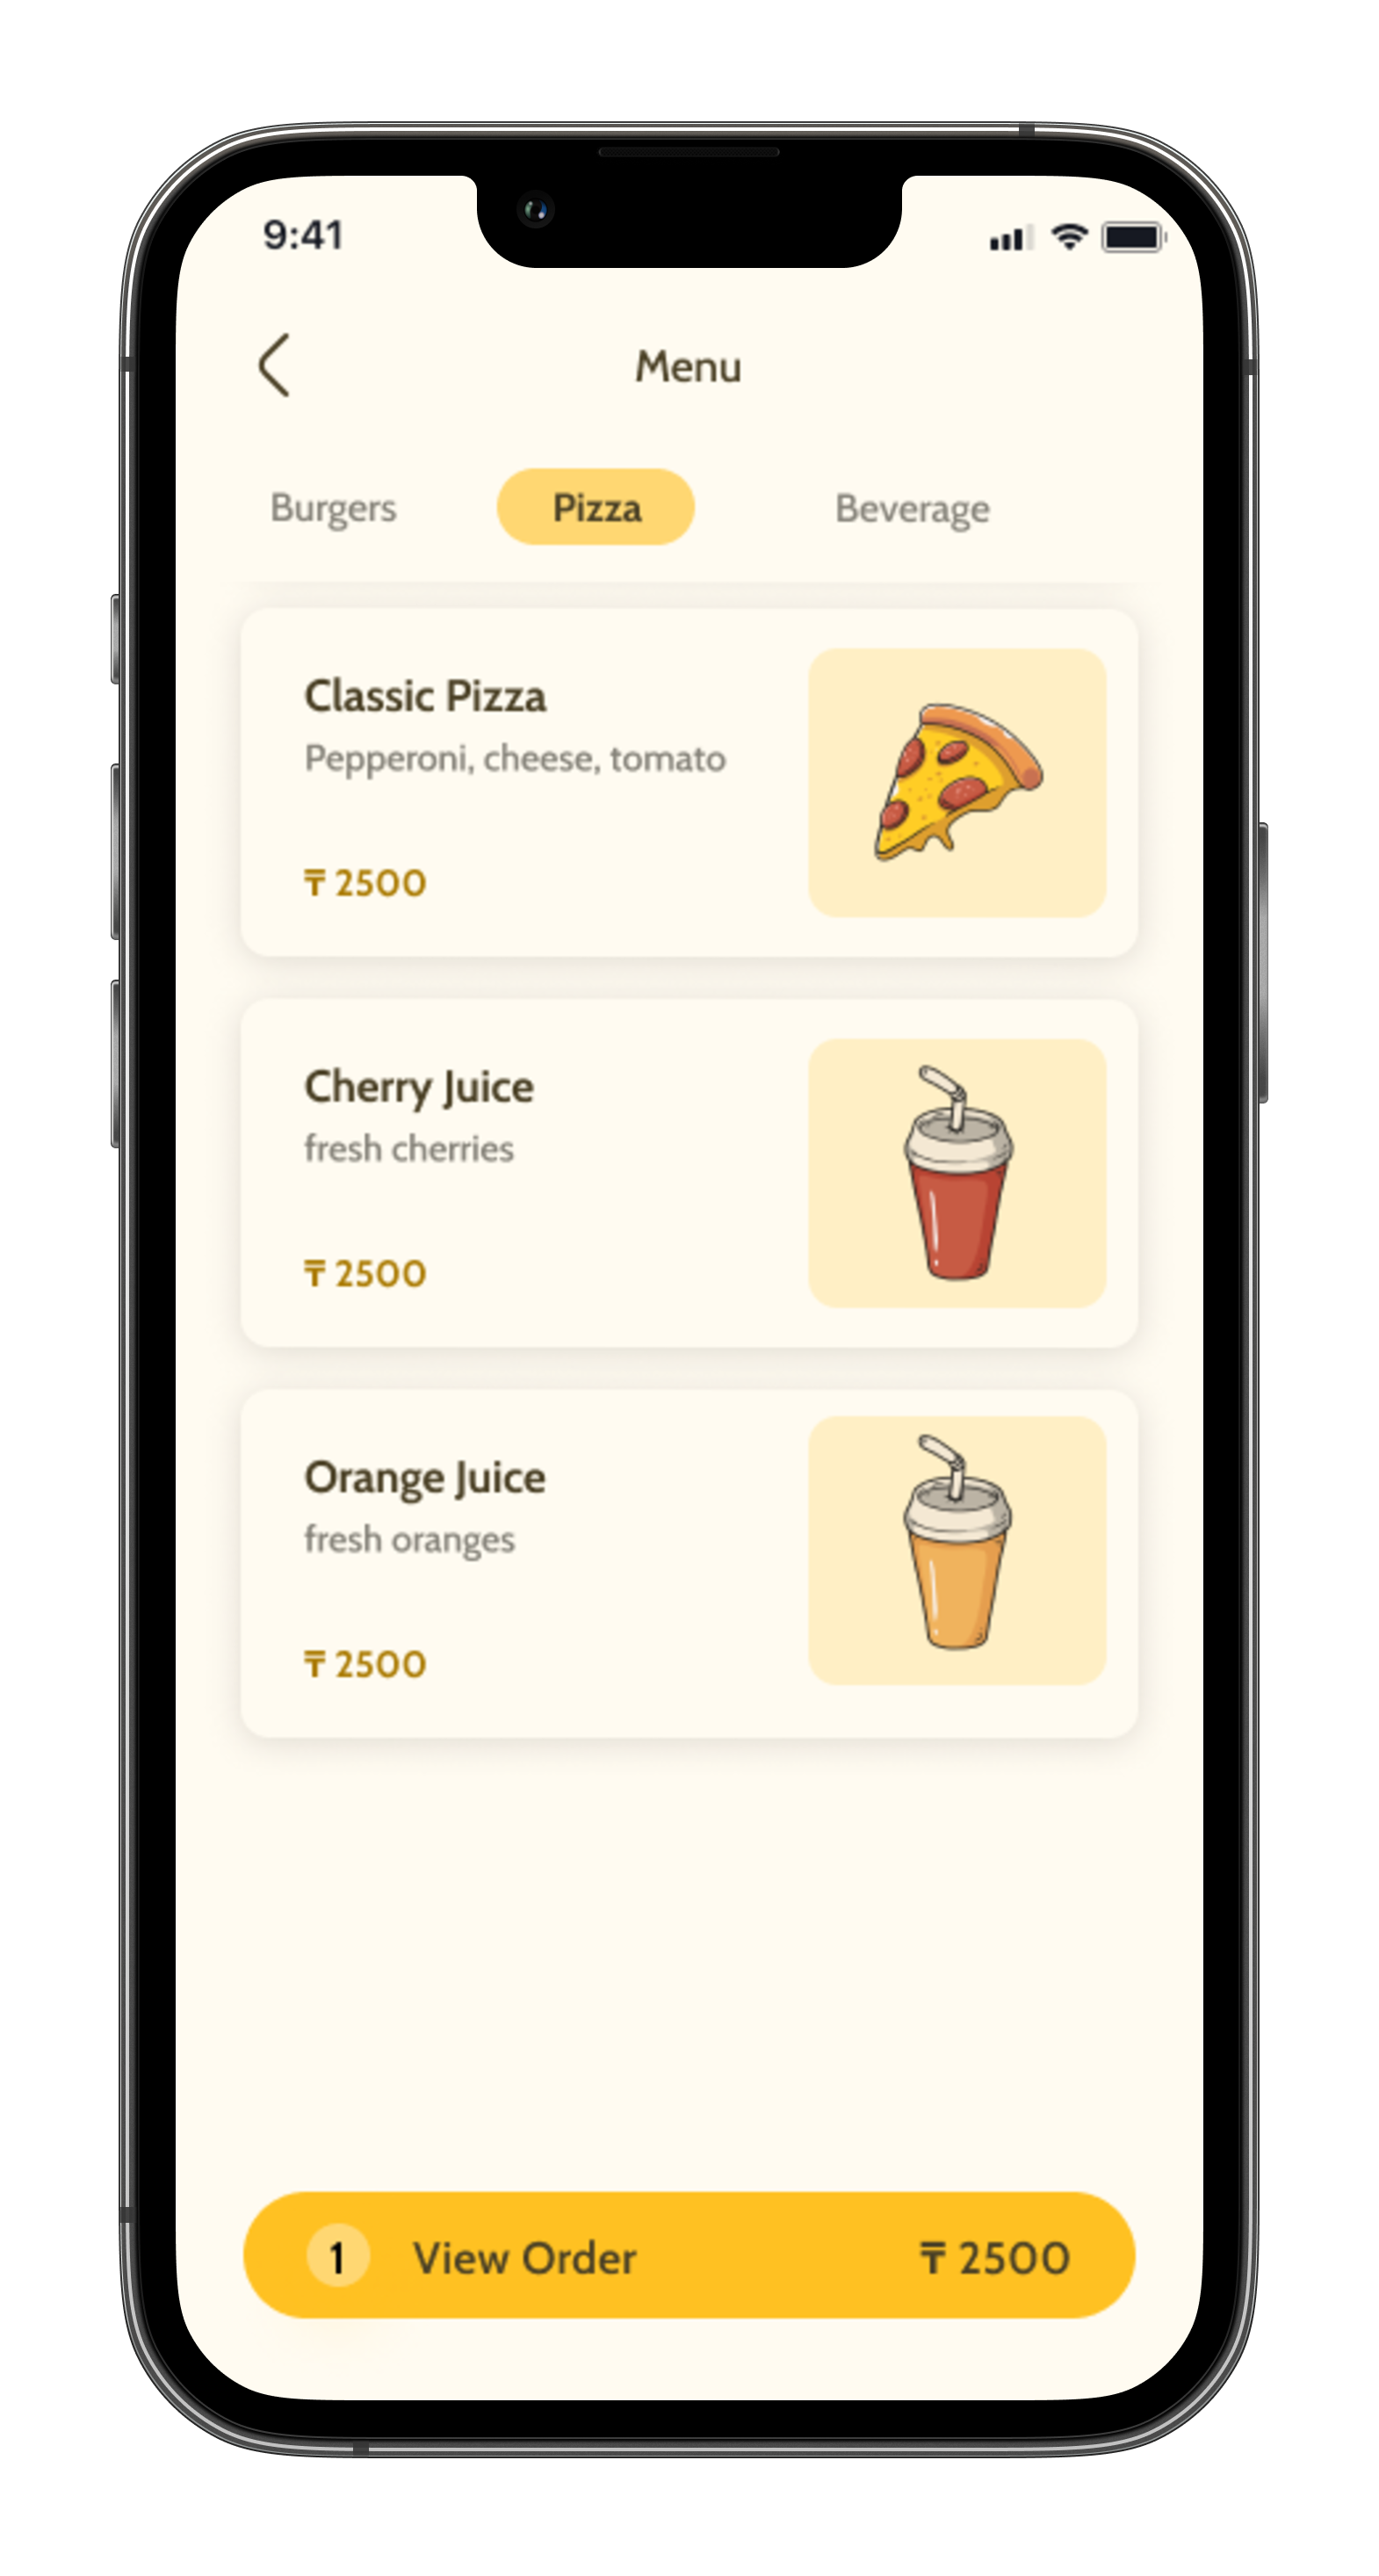 9:41
Menu
Burgers Pizza Beverage
Classic Pizza
Pepperoni, cheese, tomato
₸ 2500
Cherry Juice
fresh cherries
₸ 2500
Orange Juice
fresh oranges
₸ 2500
1 View Order ₸ 2500